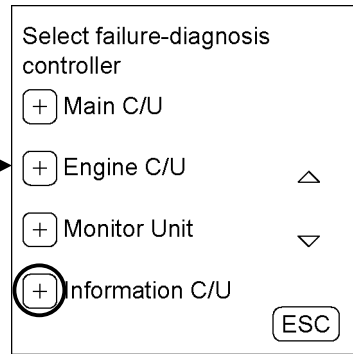 Select failure-diagnosis
controller
+ Main C/U
+ Engine C/U
+ Monitor Unit
+ Information C/U
ESC